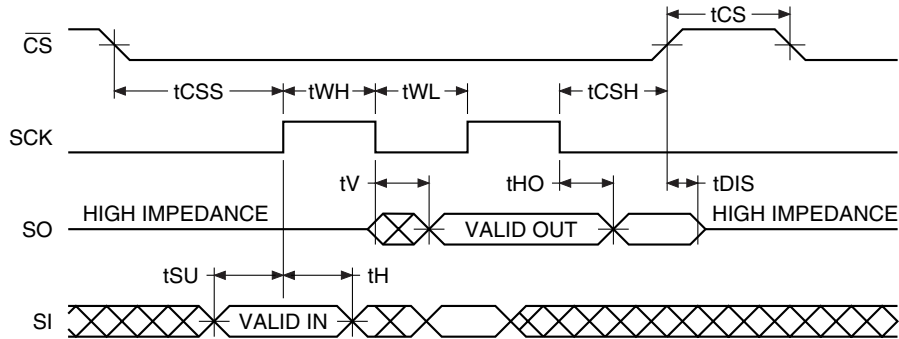 tCS
CS
tCSS tWH tWL tCSH
SCK
tV tHO tDIS
HIGH IMPEDANCE HIGH IMPEDANCE
SO VALID OUT
tSU tH
SI VALID IN